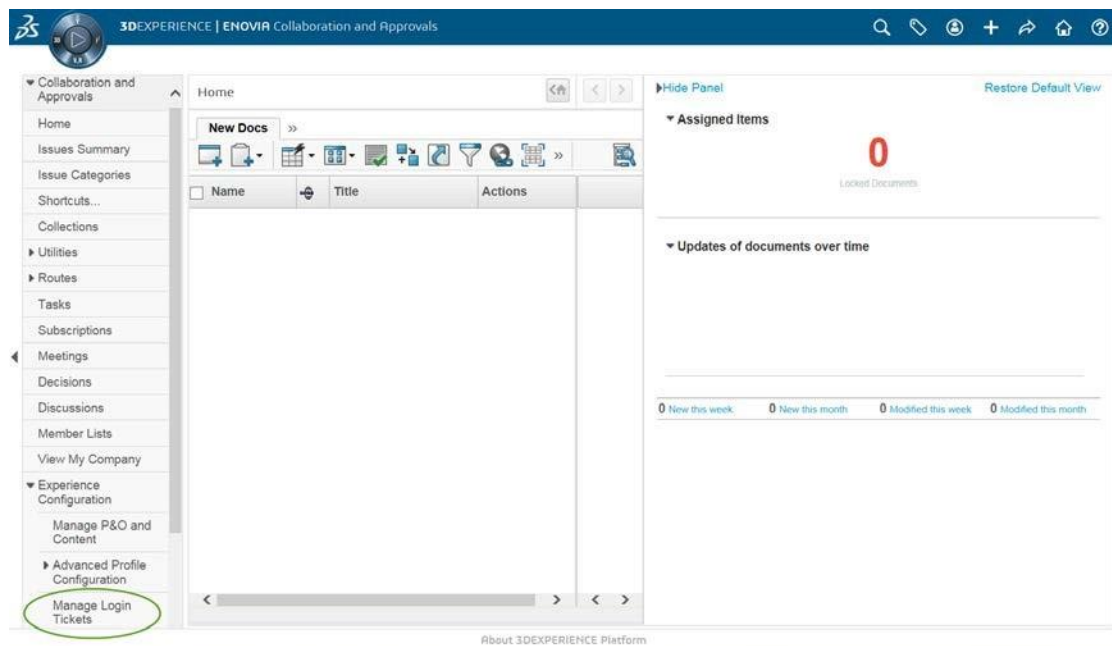 3DEXPERIENCE | ENOVIA Collaboration and Approvals
Collaboration and
Approvals
Home
Issues Summary
Issue Categories
Shortcuts...
Collections
Utilities
Routes
Tasks
Subscriptions
Meetings
Decisions
Discussions
Member Lists
View My Company
Experience
Configuration
Manage P&O and
Content
Advanced Profile
Configuration
Manage Login
Tickets
Home
New Docs »
»
Name Title Actions
Hide Panel Restore Default View
Assigned Items
0
Locked Documents
Updates of documents over time
0 New this week 0 New this month 0 Modified this week 0 Modified this month
About 3DEXPERIENCE Platform